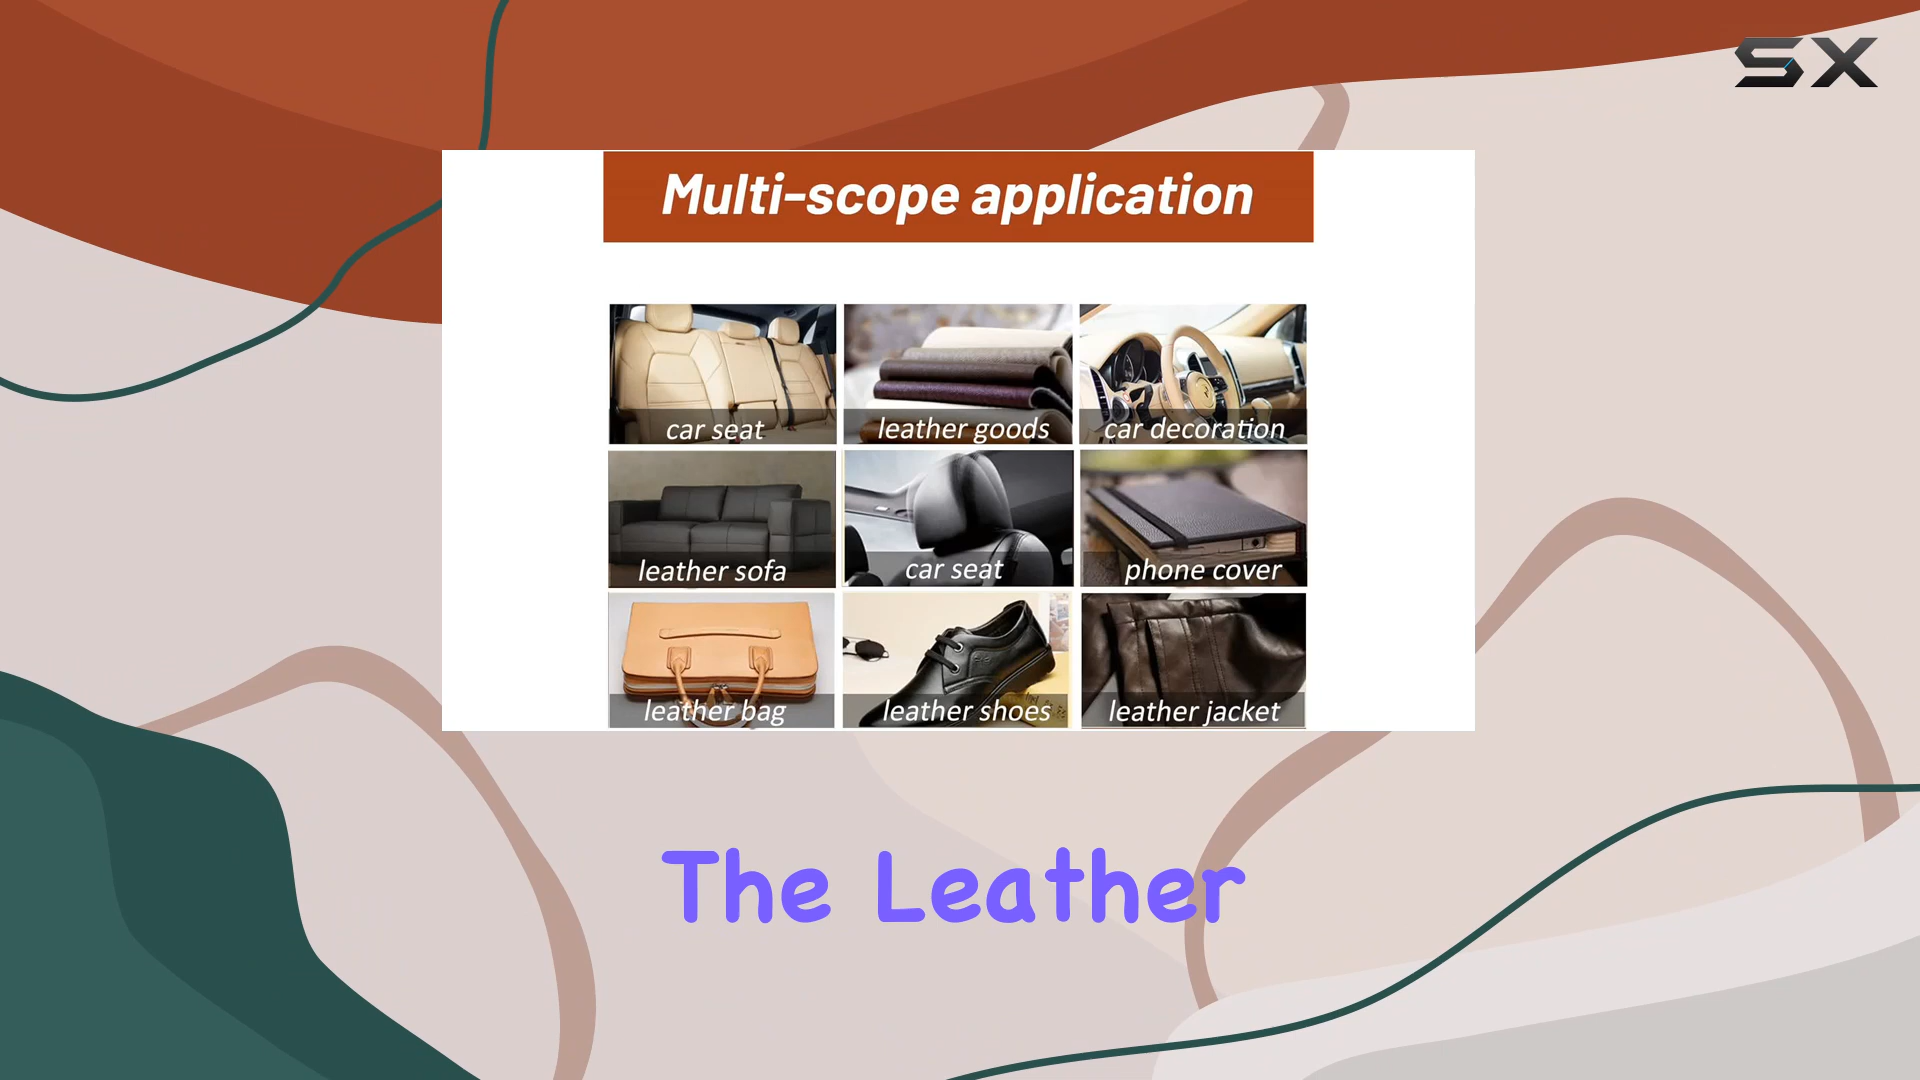 SX
Multi-scope application
car seat
leather goods
car decoration
leather sofa
car seat
phone cover
leather bag
leather shoes
leather jacket
The Leather